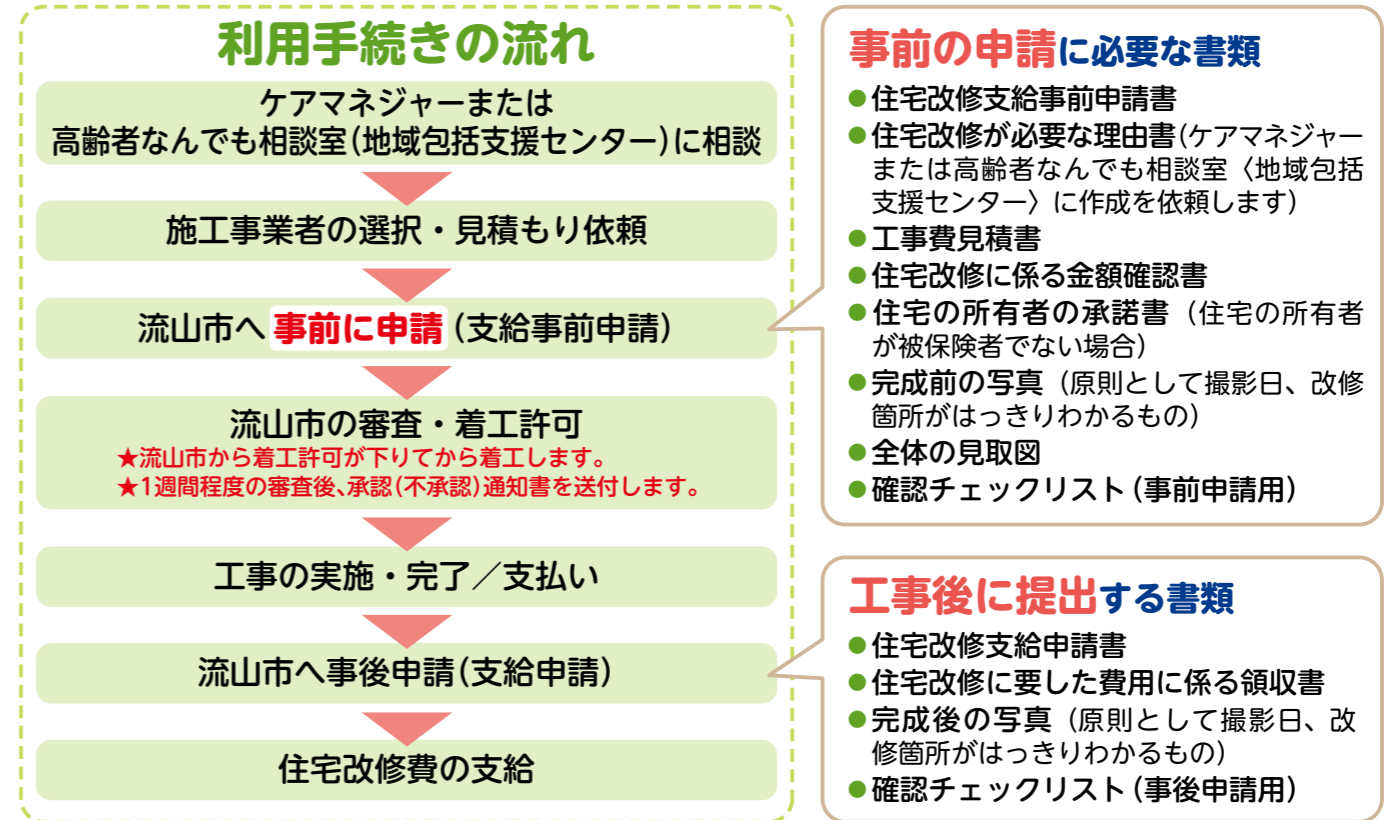 利用手続きの流れ
ケアマネジャーまたは
高齢者なんでも相談室(地域包括支援センター)に相談
施工事業者の選択・見積もり依頼
流山市へ事前に申請(支給事前申請)
流山市の審査・着工許可
★流山市から着工許可が下りてから着工します。
★1週間程度の審査後、承認(不承認)通知書を送付します。
工事の実施・完了／支払い
流山市へ事後申請(支給申請)
住宅改修費の支給
事前の申請に必要な書類
●住宅改修支給事前申請書
●住宅改修が必要な理由書(ケアマネジャー
または高齢者なんでも相談室〈地域包括
支援センター〉に作成を依頼します)
●工事費見積書
●住宅改修に係る金額確認書
●住宅の所有者の承諾書(住宅の所有者
が被保険者でない場合)
●完成前の写真(原則として撮影日、改修
箇所がはっきりわかるもの)
●全体の見取図
●確認チェックリスト(事前申請用)
工事後に提出する書類
●住宅改修支給申請書
●住宅改修に要した費用に係る領収書
●完成後の写真(原則として撮影日、改
修箇所がはっきりわかるもの)
●確認チェックリスト(事後申請用)